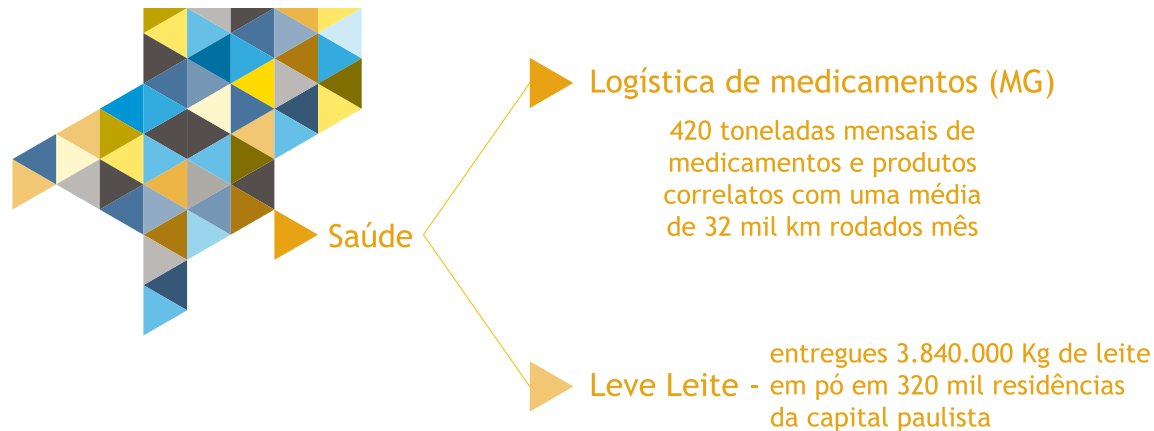 Saúde
Logística de medicamentos (MG)
420 toneladas mensais de
medicamentos e produtos
correlatos com uma média
de 32 mil km rodados mês
Leve Leite -
entregues 3.840.000 Kg de leite
em pó em 320 mil residências
da capital paulista